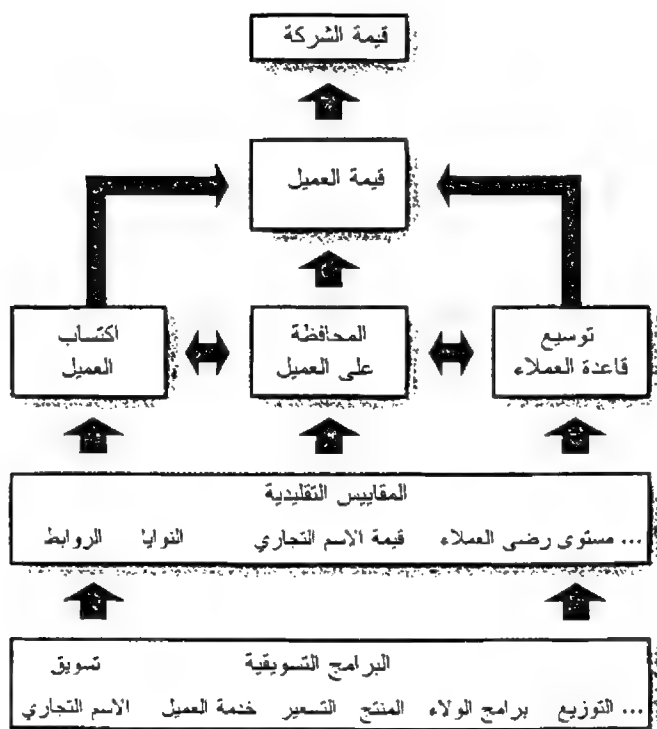 قيمة الشركة
قيمة العميل
توسيع
قاعدة العملاء
المحافظة
على العميل
اكتساب
العميل
المقاييس التقليدية
... مستوى رضى العملاء قيمة الاسم التجاري النوايا الروابط
البرامج التسويقية تسويق
... التوزيع برامج الولاء المنتج التسعير خدمة العميل الاسم التجاري